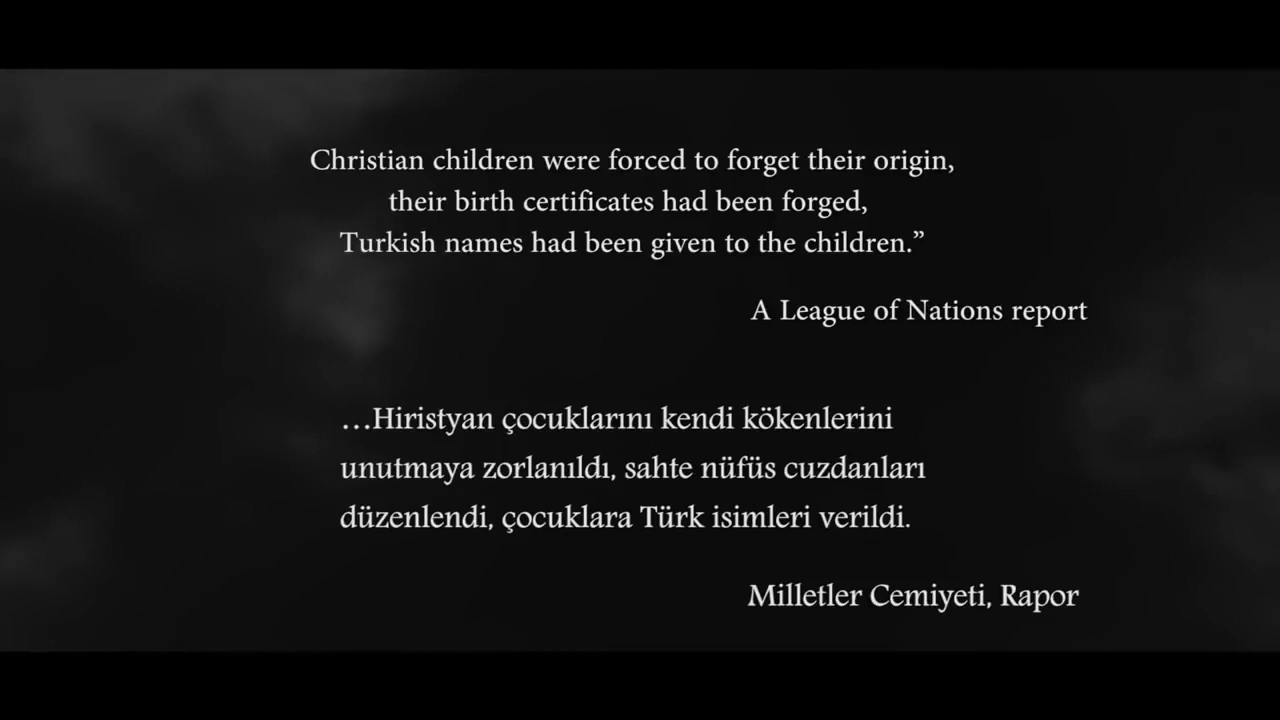 Christian children were forced to forget their origin,
their birth certificates had been forged,
Turkish names had been given to the children.”
A League of Nations report
…Hiristyan çocuklarını kendi kökenlerini
unutmaya zorlanıldı, sahte nüfüs cuzdanları
düzenlendi, çocuklara Türk isimleri verildi.
Milletler Cemiyeti, Rapor